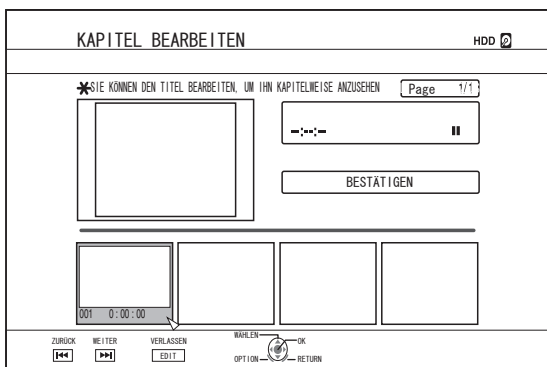 KAPITEL BEARBEITEN
HDD
SIE KÖNNEN DEN TITEL BEARBEITEN, UM IHN KAPITELWEISE ANZUSEHEN
Page 1/1
–:--:–
BESTÄTIGEN
001 0:00:00
ZURÜCK WEITER VERLASSEN
EDIT
WÄHLEN
OK
OPTION
RETURN